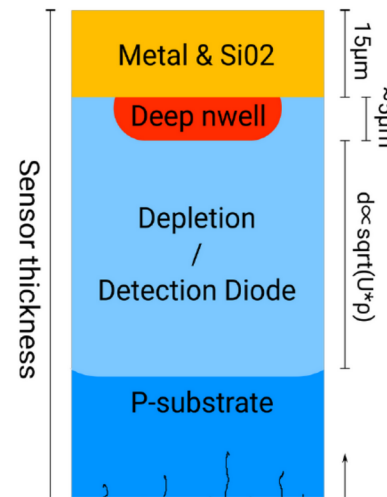 Metal & Si02
15μm
Deep nwell
Depletion
/
Detection Diode
d∝sqrt(U*p)
Sensor thickness
P-substrate